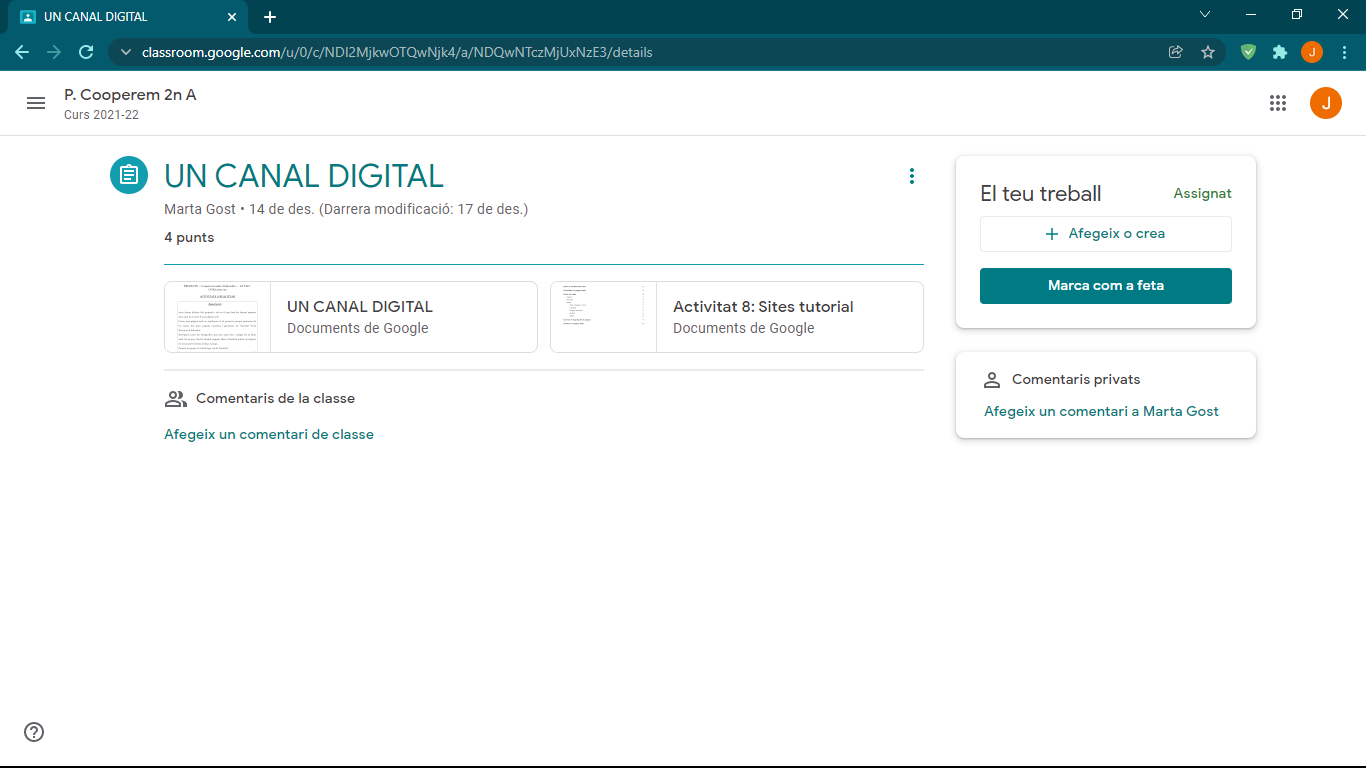 UN CANAL DIGITAL
classroom.google.com/u/0/c/NDI2MjkwOTQwNjk4/a/NDQwNTczMjUxNzE3/details
J
P. Cooperem 2n A
Curs 2021-22
J
UN CANAL DIGITAL
Marta Gost • 14 de des. (Darrera modificació: 17 de des.)
4 punts
UN CANAL DIGITAL
Documents de Google
Activitat 8: Sites tutorial
Documents de Google
Comentaris de la classe
Afegeix un comentari de classe
El teu treball
Assignat
+ Afegeix o crea
Marca com a feta
Comentaris privats
Afegeix un comentari a Marta Gost